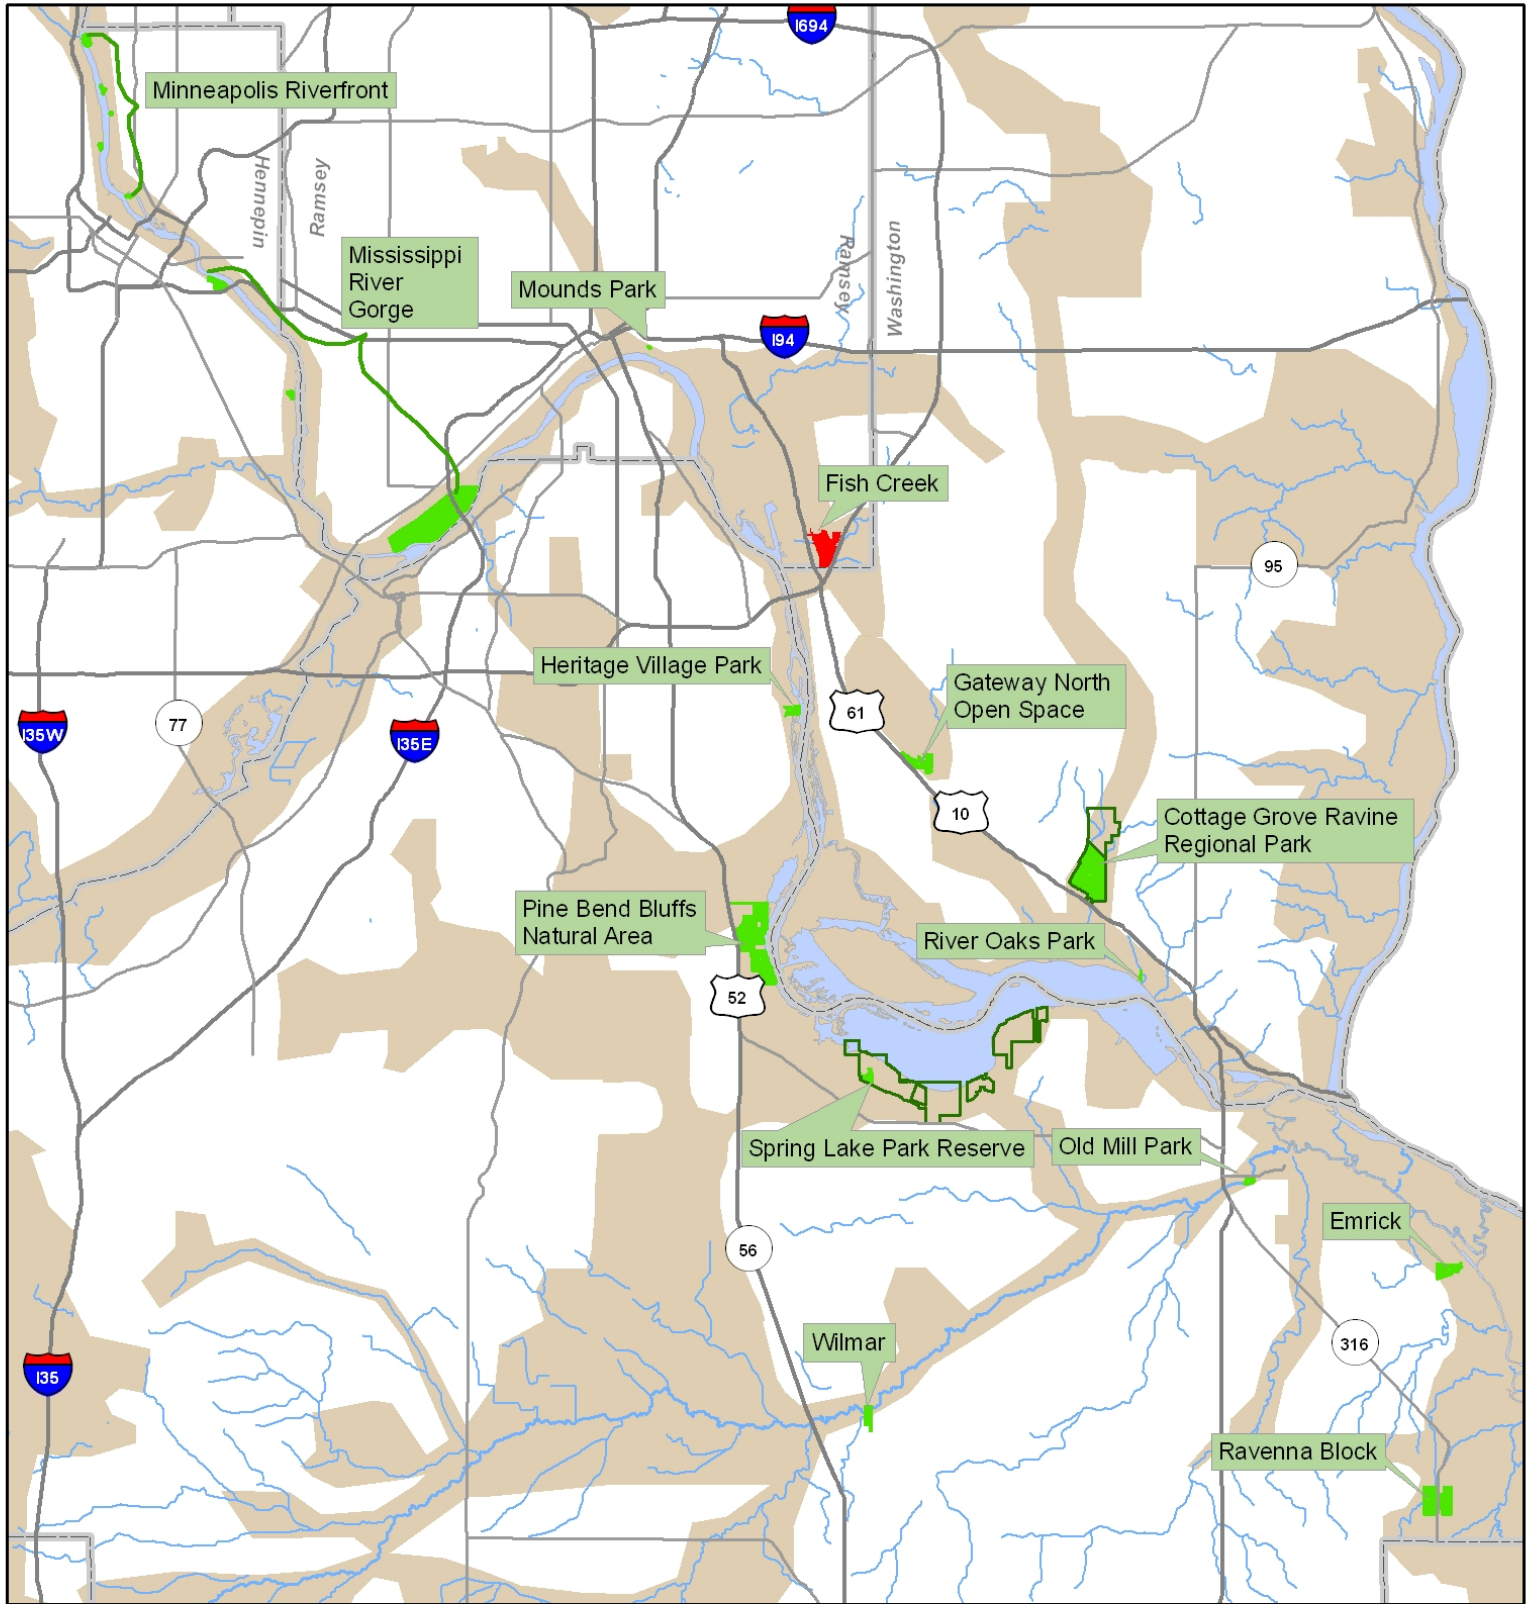 I694
Minneapolis Riverfront
Hennepin
Ramsey
Mississippi
River
Gorge
Mounds Park
Ramsey
Washington
I94
Fish Creek
95
Heritage Village Park
Gateway North
Open Space
61
77
I35W
I35E
10
Cottage Grove Ravine
Regional Park
Pine Bend Bluffs
Natural Area
River Oaks Park
52
Spring Lake Park Reserve
Old Mill Park
Emrick
56
Wilmar
316
I35
Ravenna Block